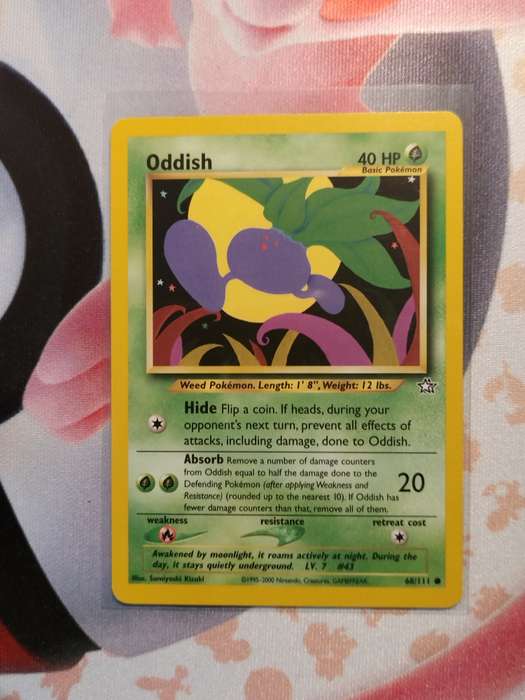 Oddish
40 HP
Basic Pokémon
Weed Pokémon. Length: 1' 8", Weight: 12 lbs.
Hide Flip a coin. If heads, during your
opponent's next turn, prevent all effects of
attacks, including damage, done to Oddish.
Absorb Remove a number of damage counters
from Oddish equal to half the damage done to the
Defending Pokémon (after applying Weakness and
Resistance) (rounded up to the nearest 10). If Oddish has
fewer damage counters than that, remove all of them.
20
weakness resistance retreat cost
Awakened by moonlight, it roams actively at night. During the
day, it stays quietly underground. LV. 7 #43
Illus. Sumiyoshi Kizuki ©1995-2000 Nintendo, Creatures, GAMEFREAK. 68/111